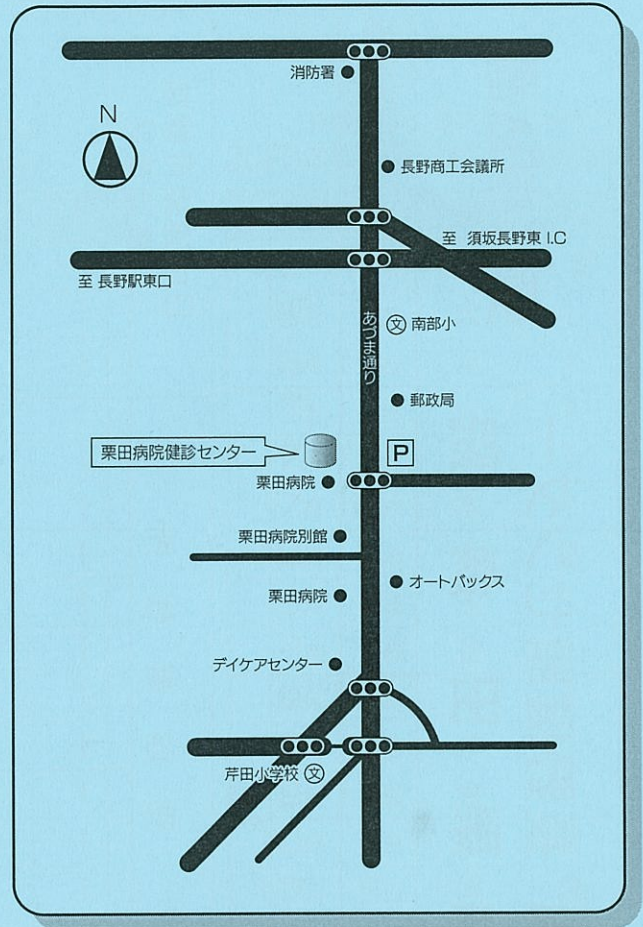 消防署
N
長野商工会議所
至 須坂長野東 I.C
至 長野駅東口
あづま通り
文 南部小
郵政局
栗田病院健診センター
P
栗田病院
栗田病院別館
オートバックス
栗田病院
デイケアセンター
芹田小学校 文